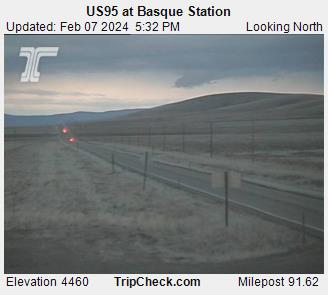 US95 at Basque Station
Updated: Feb 07 2024 5:32 PM Looking North
Elevation 4460 TripCheck.com Milepost 91.62